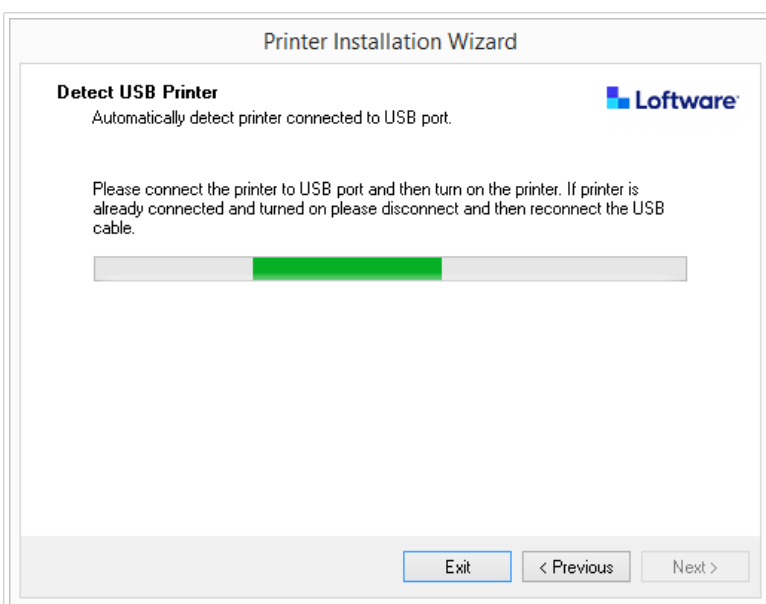 Printer Installation Wizard
Detect USB Printer
Automatically detect printer connected to USB port.
Loftware
Please connect the printer to USB port and then turn on the printer. If printer is
already connected and turned on please disconnect and then reconnect the USB
cable.
Exit
< Previous
Next >